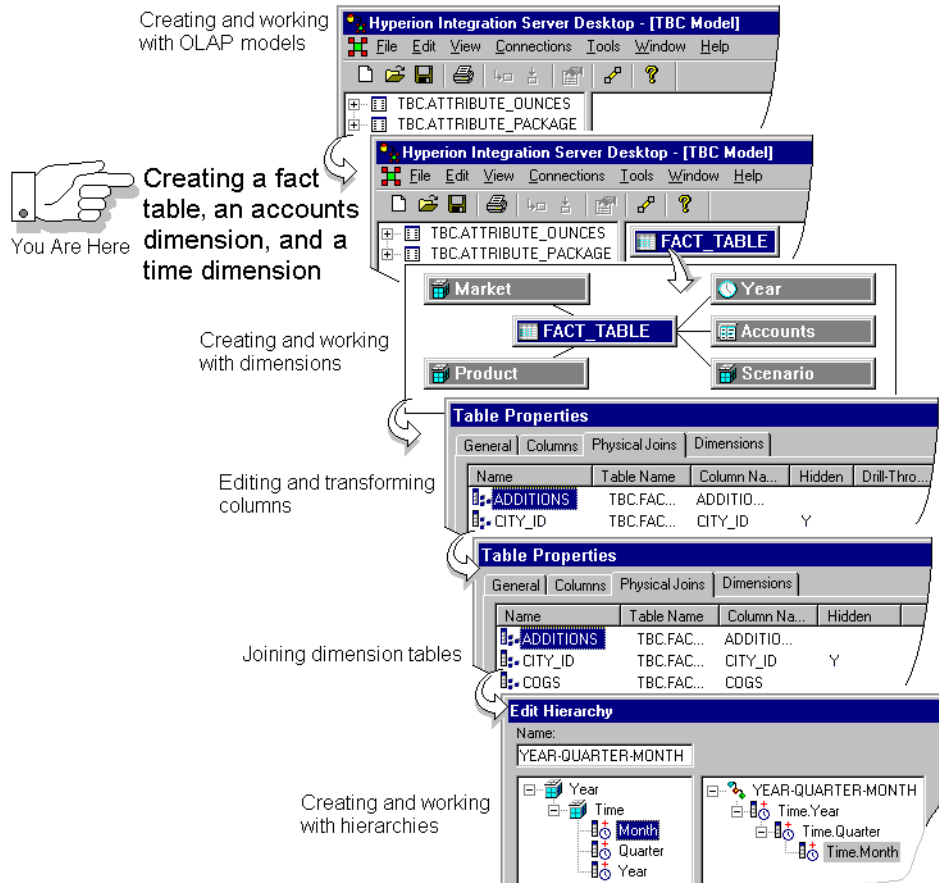 Creating and working
with OLAP models
Hyperion Integration Server Desktop - [TBC Model]
File Edit View Connections Tools Window Help
TBC.ATTRIBUTE_OUNCES
TBC.ATTRIBUTE_PACKAGE
You Are Here
Creating a fact
table, an accounts
dimension, and a
time dimension
Hyperion Integration Server Desktop - [TBC Model]
File Edit View Connections Tools Window Help
TBC.ATTRIBUTE_OUNCES
TBC.ATTRIBUTE_PACKAGE
FACT_TABLE
Creating and working
with dimensions
Market
Year
FACT_TABLE
Accounts
Product
Scenario
Editing and transforming
columns
Table Properties
General Columns Physical Joins Dimensions
Name Table Name Column Na... Hidden Drill-Thro...
ADDITIONS TBC.FAC... ADDITIO...
CITY_ID TBC.FAC... CITY_ID Y
Joining dimension tables
Table Properties
General Columns Physical Joins Dimensions
Name Table Name Column Na... Hidden
ADDITIONS TBC.FAC... ADDITIO...
CITY_ID TBC.FAC... CITY_ID Y
COGS TBC.FAC... COGS
Creating and working
with hierarchies
Edit Hierarchy
Name:
YEAR-QUARTER-MONTH
Year
Time
Month
Quarter
Year
YEAR-QUARTER-MONTH
Time.Year
Time.Quarter
Time.Month